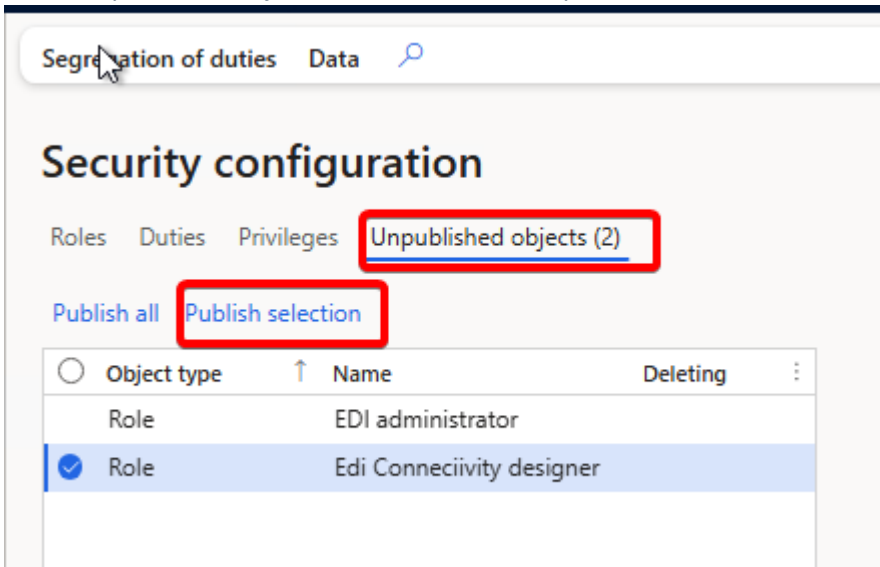 Segregation of duties Data
Security configuration
Roles Duties Privileges Unpublished objects (2)
Publish all Publish selection
Object type ↑ Name Deleting
Role EDI administrator
Role Edi Conneciivity designer